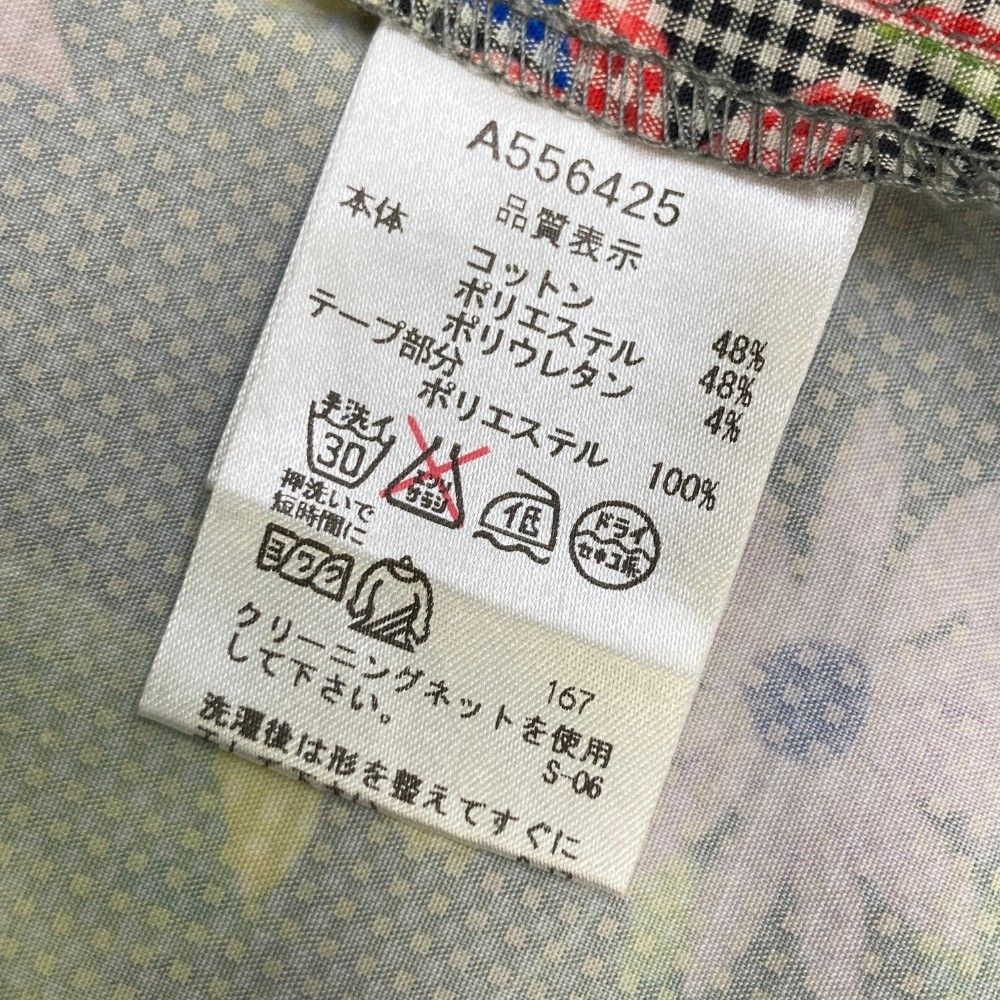 A556425
品質表示
本体
コットン 48%
ポリエステル 48%
ポリウレタン 4%
テープ部分
ポリエステル 100%
手洗イ
30
エンソ
サラシ
低
ドライ
セキユ系
押洗いで
短時間に
ヨワク
167
クリーニングネットを使用
して下さい。
S-06
洗濯後は形を整えてすぐに